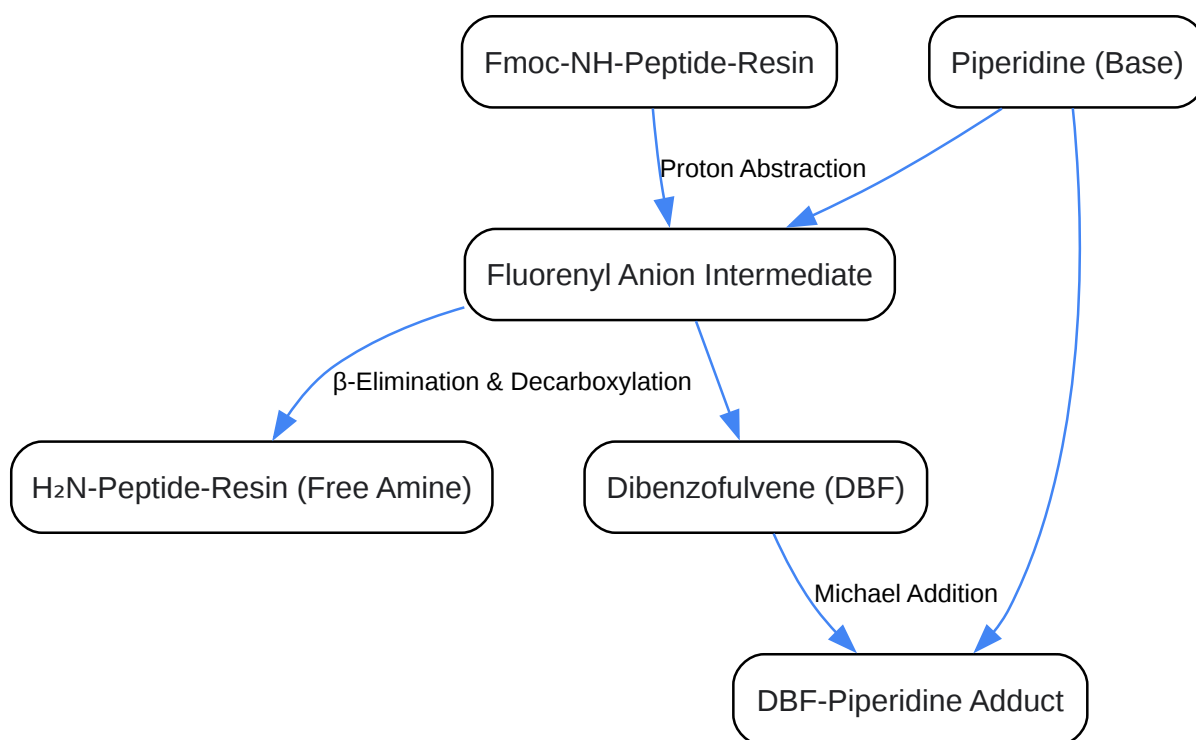 Fmoc-NH-Peptide-Resin
Piperidine (Base)
Proton Abstraction
Fluorenyl Anion Intermediate
β-Elimination & Decarboxylation
H₂N-Peptide-Resin (Free Amine)
Dibenzofulvene (DBF)
Michael Addition
DBF-Piperidine Adduct